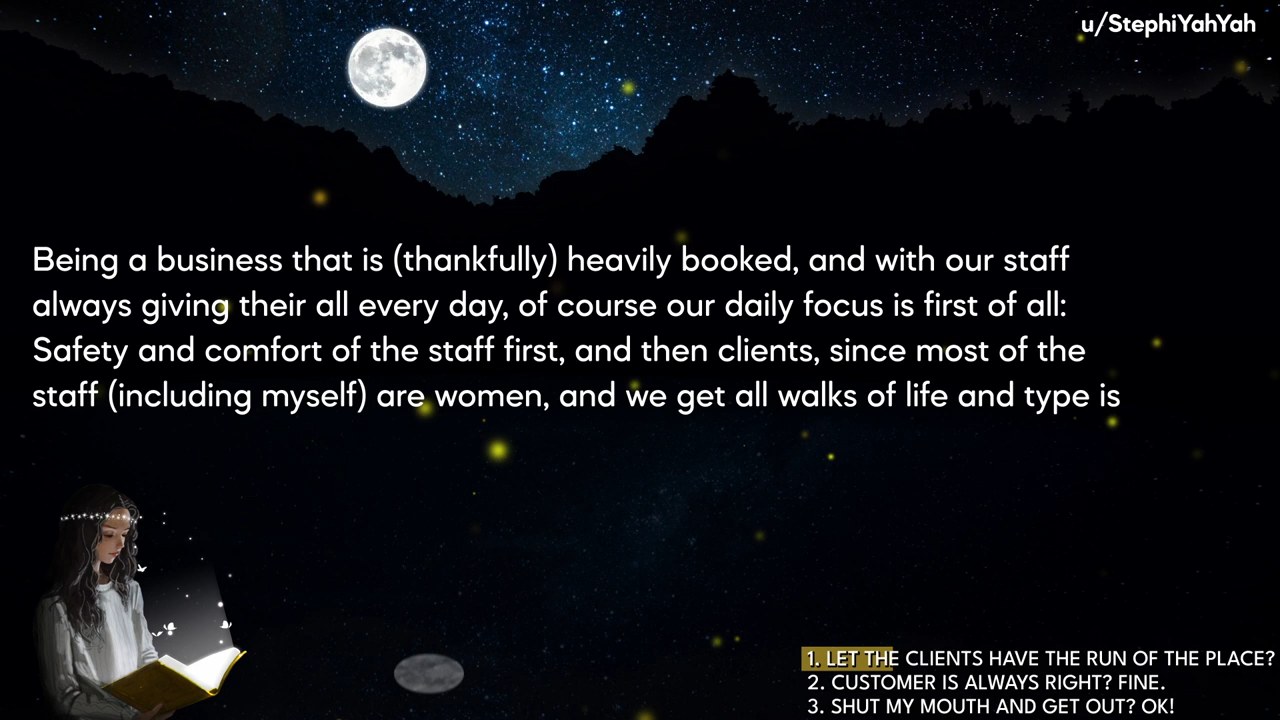 u/StephiYahYah
Being a business that is (thankfully) heavily booked, and with our staff
always giving their all every day, of course our daily focus is first of all:
Safety and comfort of the staff first, and then clients, since most of the
staff (including myself) are women, and we get all walks of life and type is
1. LET THE CLIENTS HAVE THE RUN OF THE PLACE?
2. CUSTOMER IS ALWAYS RIGHT? FINE.
3. SHUT MY MOUTH AND GET OUT? OK!